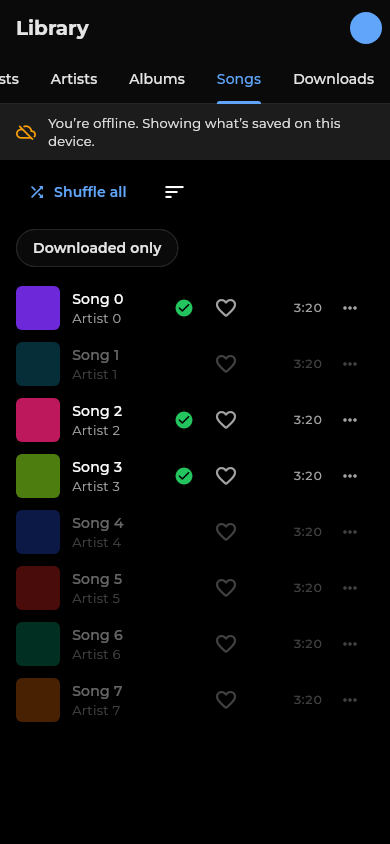 Library
sts Artists Albums Songs Downloads
You're offline. Showing what's saved on this
device.
Shuffle all
Downloaded only
Song 0
Artist 0
3:20
Song 1
Artist 1
3:20
Song 2
Artist 2
3:20
Song 3
Artist 3
3:20
Song 4
Artist 4
3:20
Song 5
Artist 5
3:20
Song 6
Artist 6
3:20
Song 7
Artist 7
3:20